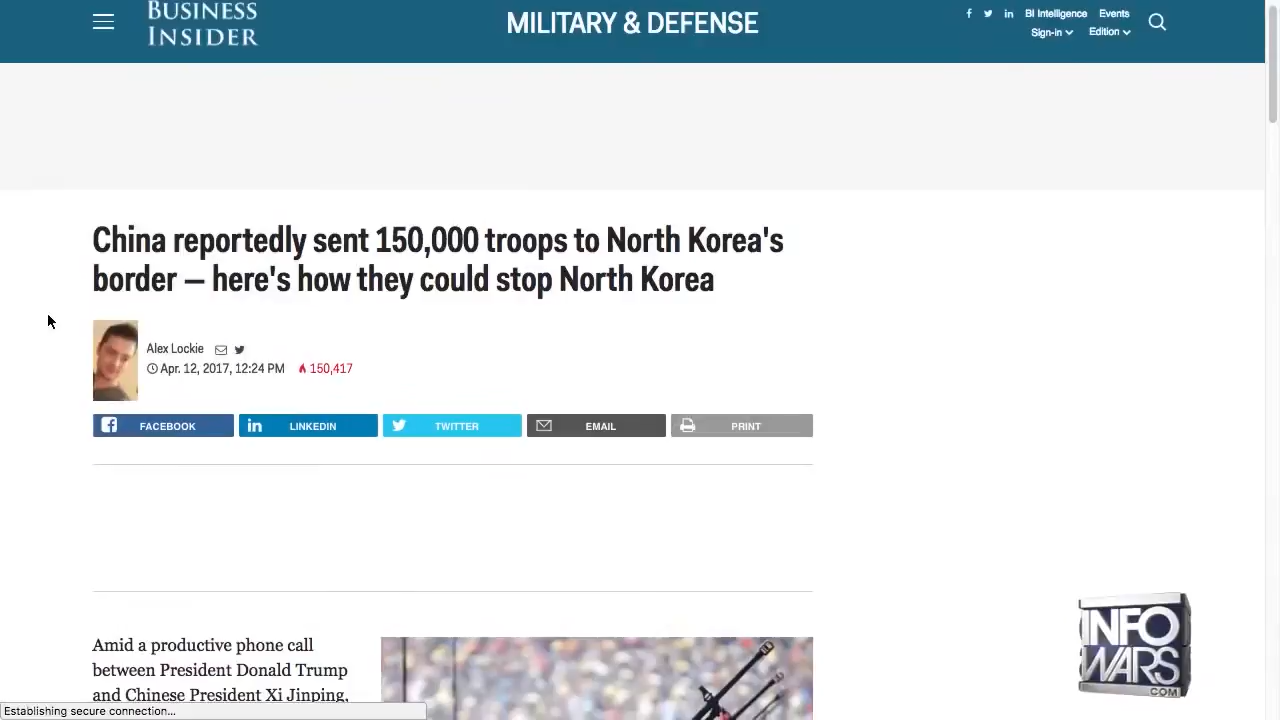 BUSINESS
INSIDER
MILITARY & DEFENSE
BI Intelligence Events
Sign-in Edition
China reportedly sent 150,000 troops to North Korea's
border — here's how they could stop North Korea
Alex Lockie
Apr. 12, 2017, 12:24 PM 150,417
FACEBOOK LINKEDIN TWITTER EMAIL PRINT
Amid a productive phone call
between President Donald Trump
and Chinese President Xi Jinping,
INFO
WARS
.COM
Establishing secure connection...